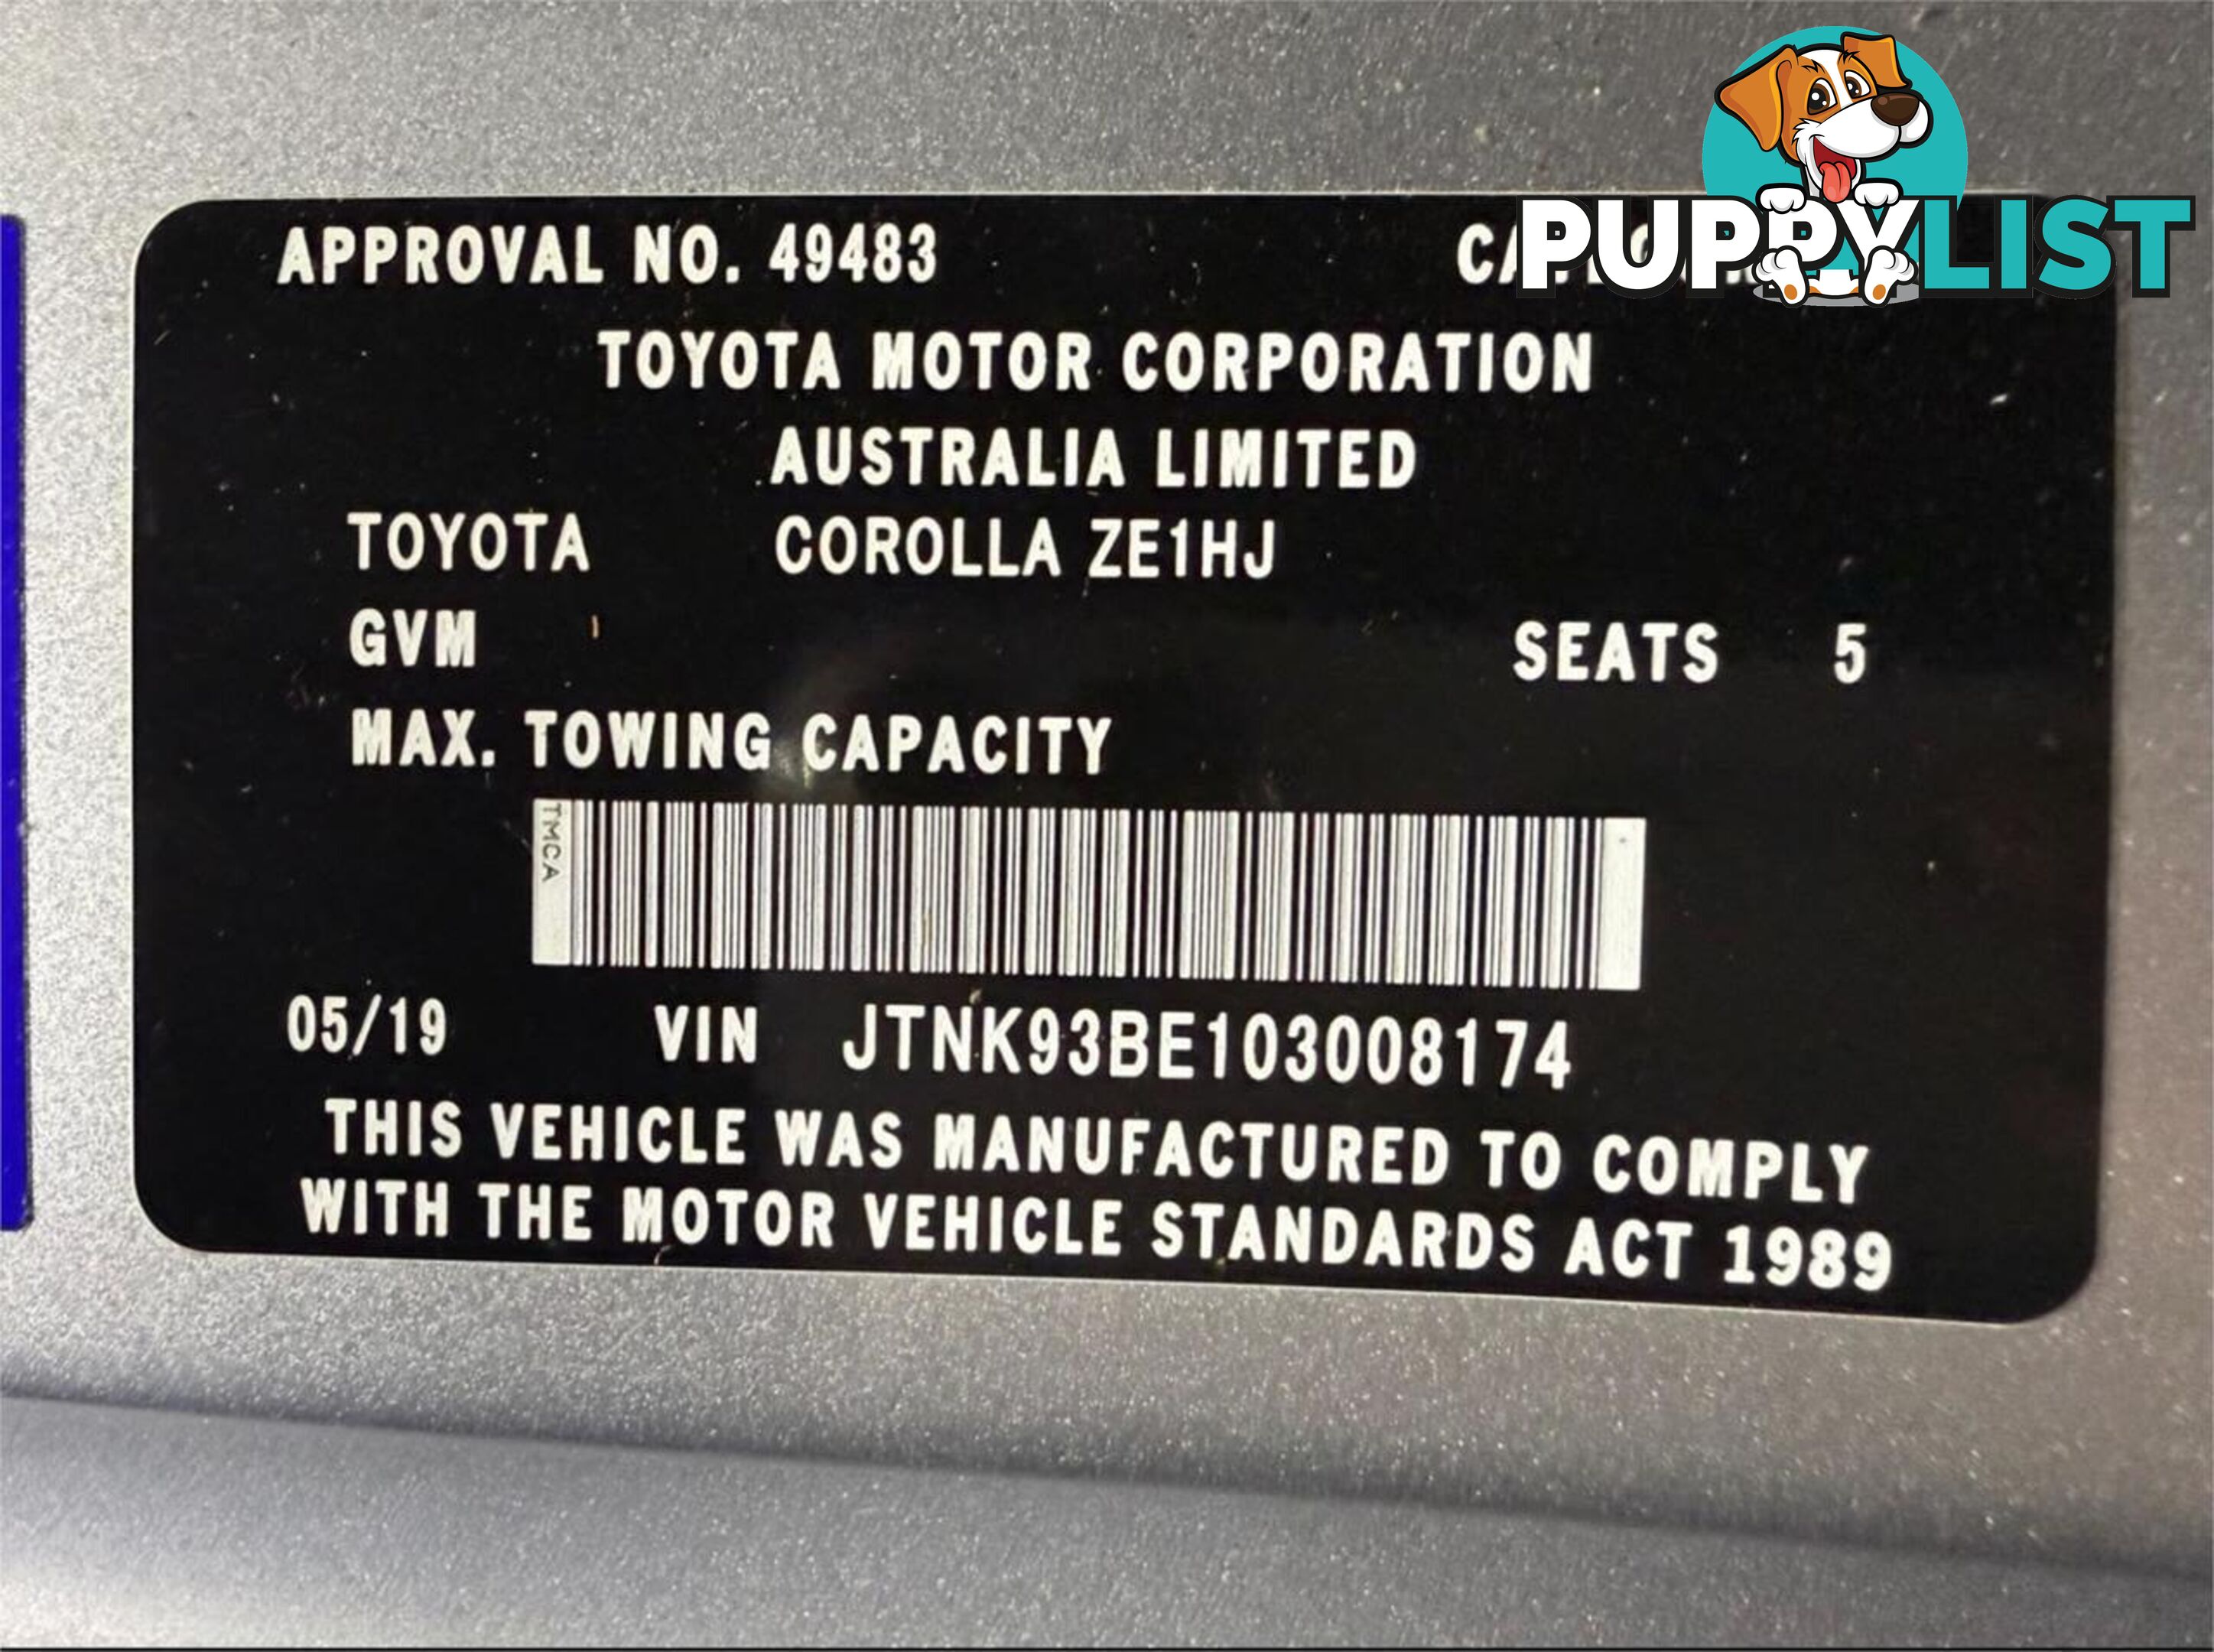 PUPPYLIST
APPROVAL NO. 49483
TOYOTA MOTOR CORPORATION
AUSTRALIA LIMITED
TOYOTA COROLLA ZE1HJ
GVM SEATS 5
MAX. TOWING CAPACITY
TMCA
05/19 VIN JTNK93BE103008174
THIS VEHICLE WAS MANUFACTURED TO COMPLY
WITH THE MOTOR VEHICLE STANDARDS ACT 1989